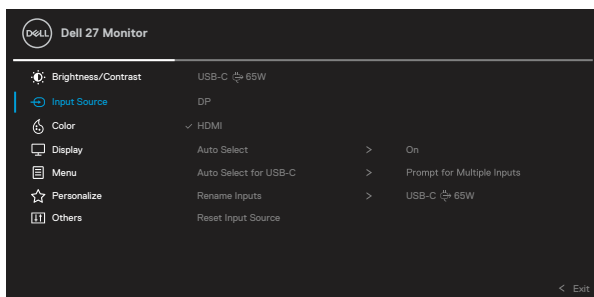 DELL Dell 27 Monitor
Brightness/Contrast USB-C 65W
Input Source DP
Color ✓ HDMI
Display Auto Select > On
Menu Auto Select for USB-C > Prompt for Multiple Inputs
Personalize Rename Inputs > USB-C 65W
Others Reset Input Source
< Exit